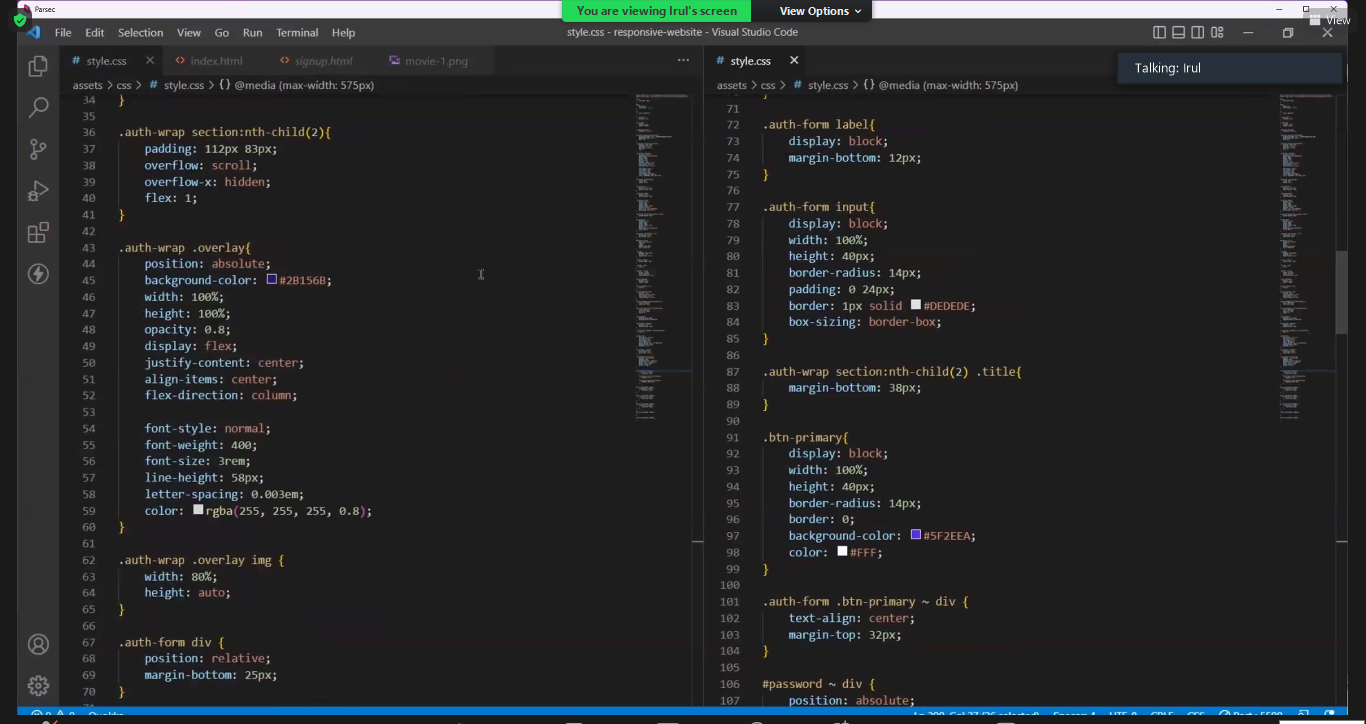 Parsec
You are viewing Irul's screen
View Options
View
File Edit Selection View Go Run Terminal Help
style.css - responsive-website - Visual Studio Code
# style.css
<> index.html
<> signup.html
movie-1.png
...
assets > css > # style.css > {} @media (max-width: 575px)
34 }
35
36 .auth-wrap section:nth-child(2){
37 padding: 112px 83px;
38 overflow: scroll;
39 overflow-x: hidden;
40 flex: 1;
41 }
42
43 .auth-wrap .overlay{
44 position: absolute;
45 background-color: #2B156B;
46 width: 100%;
47 height: 100%;
48 opacity: 0.8;
49 display: flex;
50 justify-content: center;
51 align-items: center;
52 flex-direction: column;
53
54 font-style: normal;
55 font-weight: 400;
56 font-size: 3rem;
57 line-height: 58px;
58 letter-spacing: 0.003em;
59 color: rgba(255, 255, 255, 0.8);
60 }
61
62 .auth-wrap .overlay img {
63 width: 80%;
64 height: auto;
65 }
66
67 .auth-form div {
68 position: relative;
69 margin-bottom: 25px;
70 }
# style.css
Talking: Irul
assets > css > # style.css > {} @media (max-width: 575px)
71
72 .auth-form label{
73 display: block;
74 margin-bottom: 12px;
75 }
76
77 .auth-form input{
78 display: block;
79 width: 100%;
80 height: 40px;
81 border-radius: 14px;
82 padding: 0 24px;
83 border: 1px solid #DEDEDE;
84 box-sizing: border-box;
85 }
86
87 .auth-wrap section:nth-child(2) .title{
88 margin-bottom: 38px;
89 }
90
91 .btn-primary{
92 display: block;
93 width: 100%;
94 height: 40px;
95 border-radius: 14px;
96 border: 0;
97 background-color: #5F2EEA;
98 color: #FFF;
99 }
100
101 .auth-form .btn-primary ~ div {
102 text-align: center;
103 margin-top: 32px;
104 }
105
106 #password ~ div {
107 position: absolute;